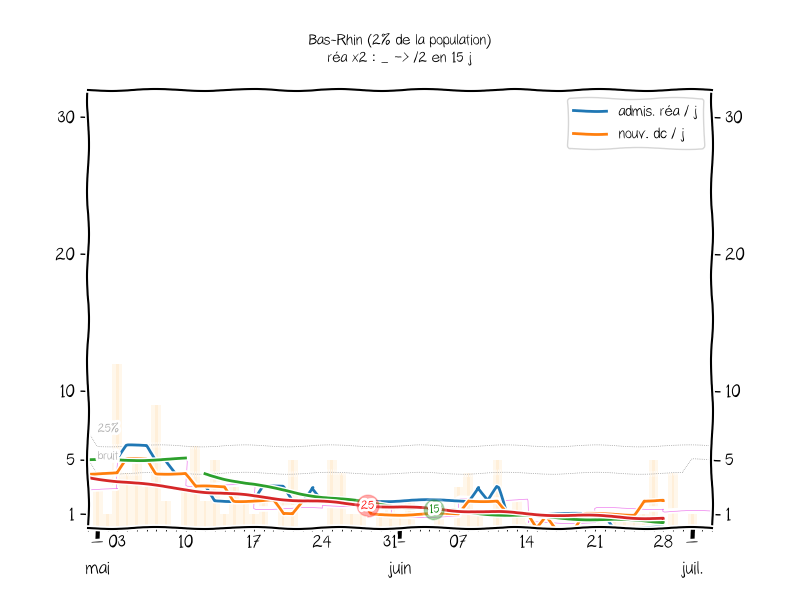 Bas-Rhin (2% de la population)
réa x2 : _ -> /2 en 15 j
admis. réa / j
nouv. dc / j
30
30
20
20
10
10
25%
bruit
5
5
25
15
1
1
03
10
17
24
31
07
14
21
28
mai
juin
juil.